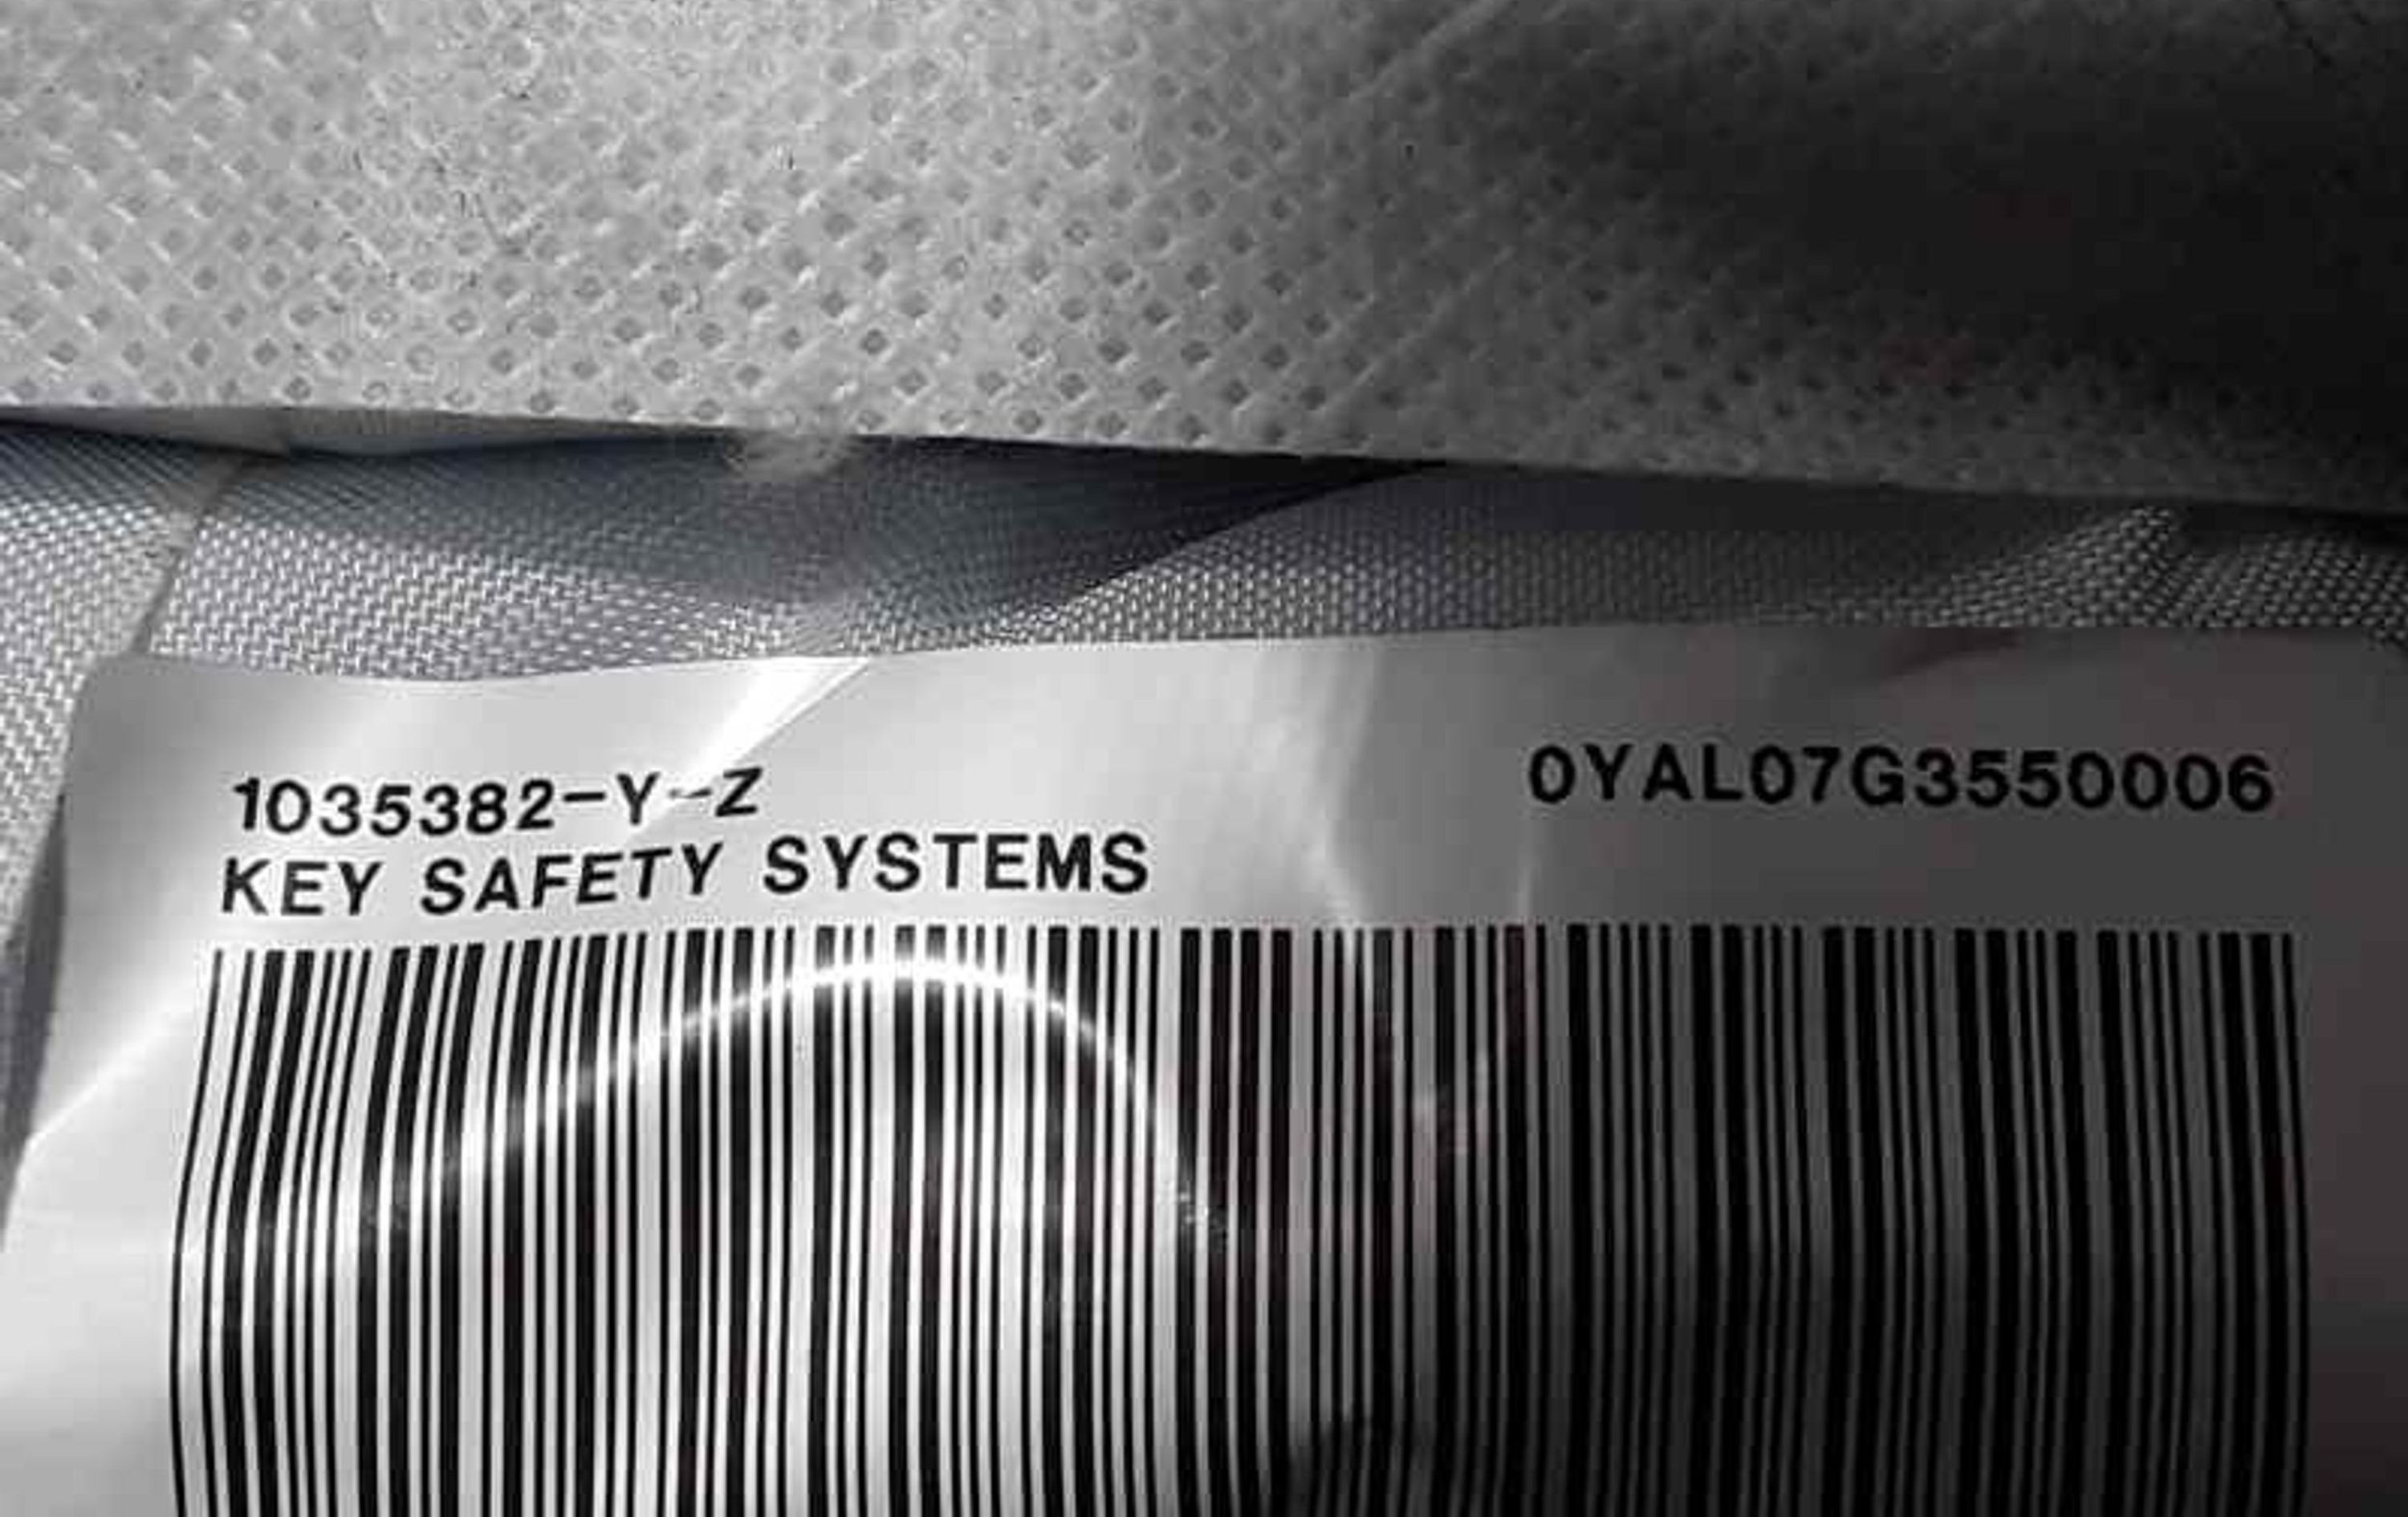 1035382-Y-Z
0YAL07G3550006
KEY SAFETY SYSTEMS